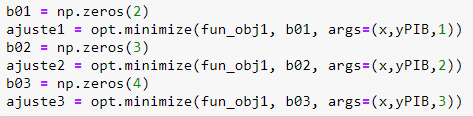 b01 = np.zeros(2)
ajuste1 = opt.minimize(fun_obj1, b01, args=(x,yPIB,1))
b02 = np.zeros(3)
ajuste2 = opt.minimize(fun_obj1, b02, args=(x,yPIB,2))
b03 = np.zeros(4)
ajuste3 = opt.minimize(fun_obj1, b03, args=(x,yPIB,3))